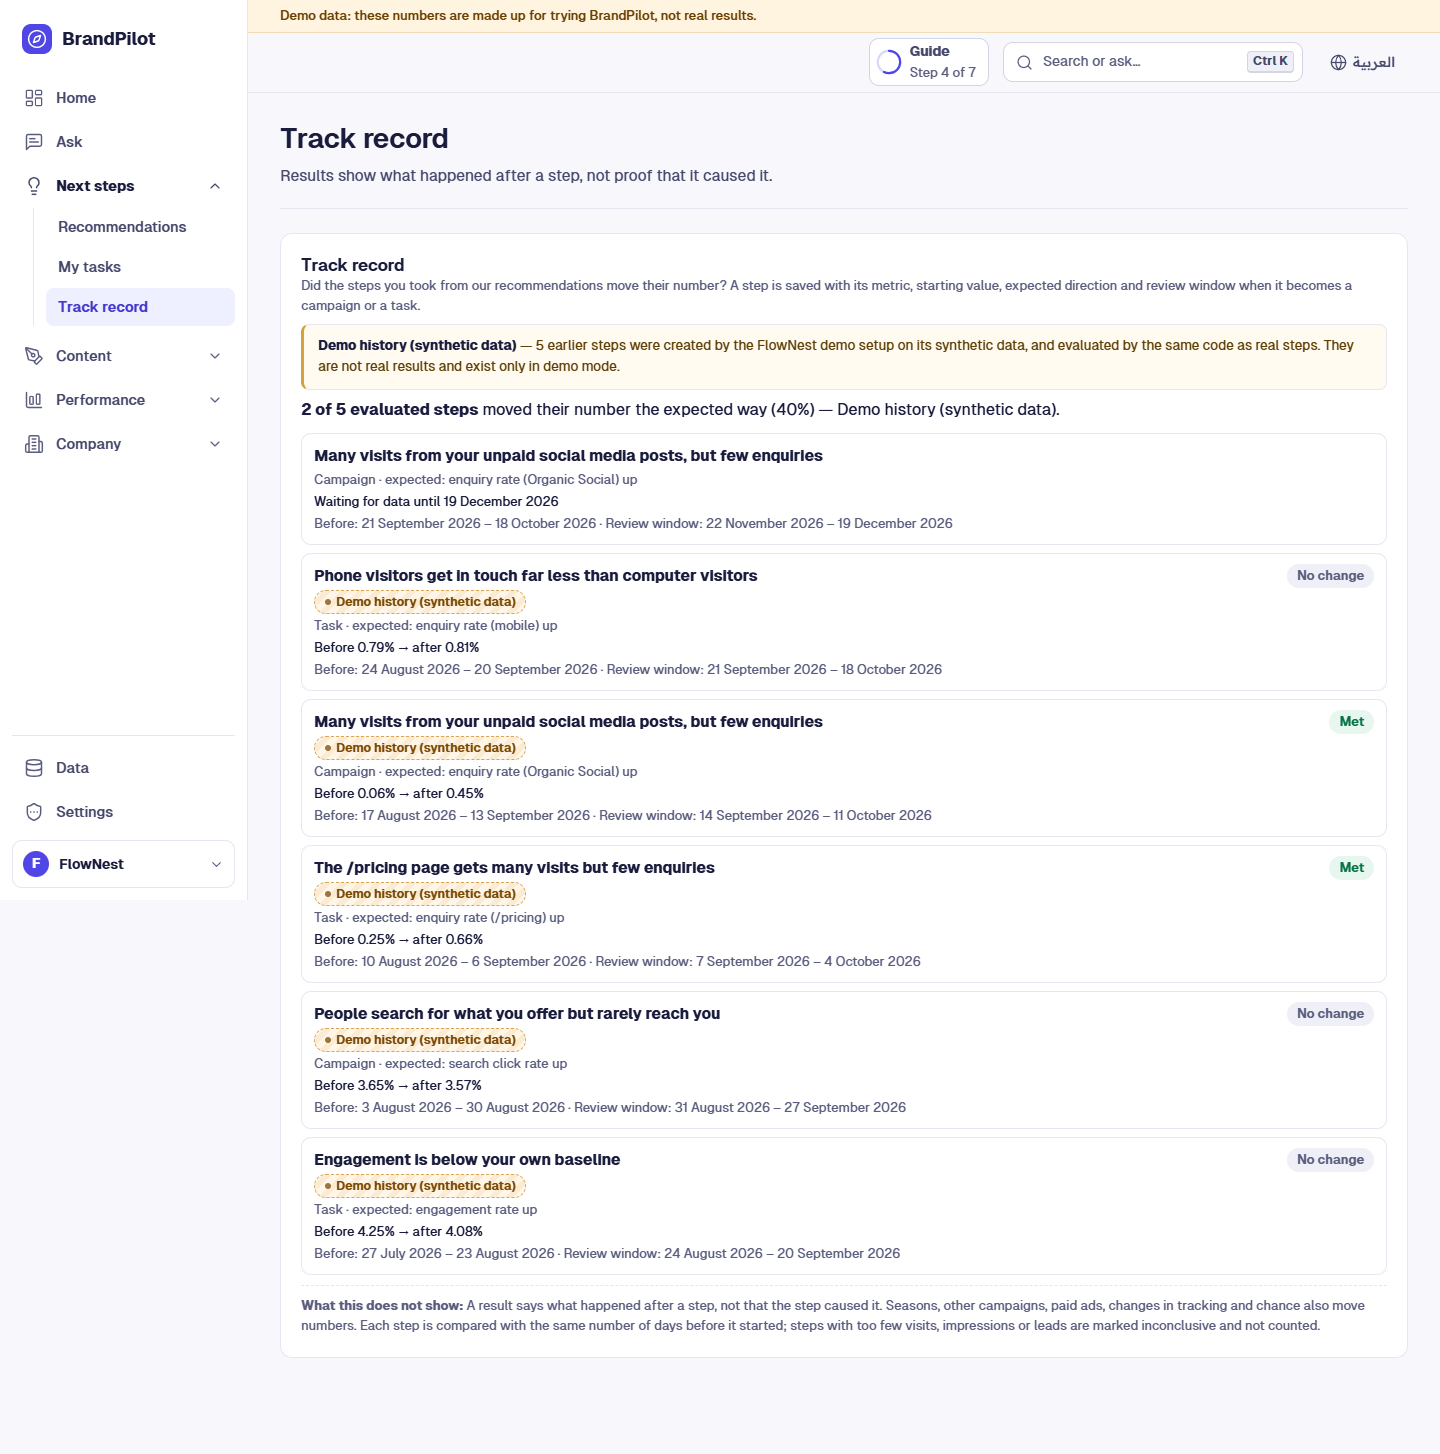 Demo data: these numbers are made up for trying BrandPilot, not real results.
BrandPilot
Home
Ask
Next steps
Recommendations
My tasks
Track record
Content
Performance
Company
Data
Settings
F FlowNest
Guide
Step 4 of 7
Search or ask...
Ctrl K
العربية
Track record
Results show what happened after a step, not proof that it caused it.
Track record
Did the steps you took from our recommendations move their number? A step is saved with its metric, starting value, expected direction and review window when it becomes a
campaign or a task.
Demo history (synthetic data) — 5 earlier steps were created by the FlowNest demo setup on its synthetic data, and evaluated by the same code as real steps. They
are not real results and exist only in demo mode.
2 of 5 evaluated steps moved their number the expected way (40%) — Demo history (synthetic data).
Many visits from your unpaid social media posts, but few enquiries
Campaign · expected: enquiry rate (Organic Social) up
Waiting for data until 19 December 2026
Before: 21 September 2026 – 18 October 2026 · Review window: 22 November 2026 – 19 December 2026
Phone visitors get in touch far less than computer visitors
No change
Demo history (synthetic data)
Task · expected: enquiry rate (mobile) up
Before 0.79% → after 0.81%
Before: 24 August 2026 – 20 September 2026 · Review window: 21 September 2026 – 18 October 2026
Many visits from your unpaid social media posts, but few enquiries
Met
Demo history (synthetic data)
Campaign · expected: enquiry rate (Organic Social) up
Before 0.06% → after 0.45%
Before: 17 August 2026 – 13 September 2026 · Review window: 14 September 2026 – 11 October 2026
The /pricing page gets many visits but few enquiries
Met
Demo history (synthetic data)
Task · expected: enquiry rate (/pricing) up
Before 0.25% → after 0.66%
Before: 10 August 2026 – 6 September 2026 · Review window: 7 September 2026 – 4 October 2026
People search for what you offer but rarely reach you
No change
Demo history (synthetic data)
Campaign · expected: search click rate up
Before 3.65% → after 3.57%
Before: 3 August 2026 – 30 August 2026 · Review window: 31 August 2026 – 27 September 2026
Engagement is below your own baseline
No change
Demo history (synthetic data)
Task · expected: engagement rate up
Before 4.25% → after 4.08%
Before: 27 July 2026 – 23 August 2026 · Review window: 24 August 2026 – 20 September 2026
What this does not show: A result says what happened after a step, not that the step caused it. Seasons, other campaigns, paid ads, changes in tracking and chance also move
numbers. Each step is compared with the same number of days before it started; steps with too few visits, impressions or leads are marked inconclusive and not counted.